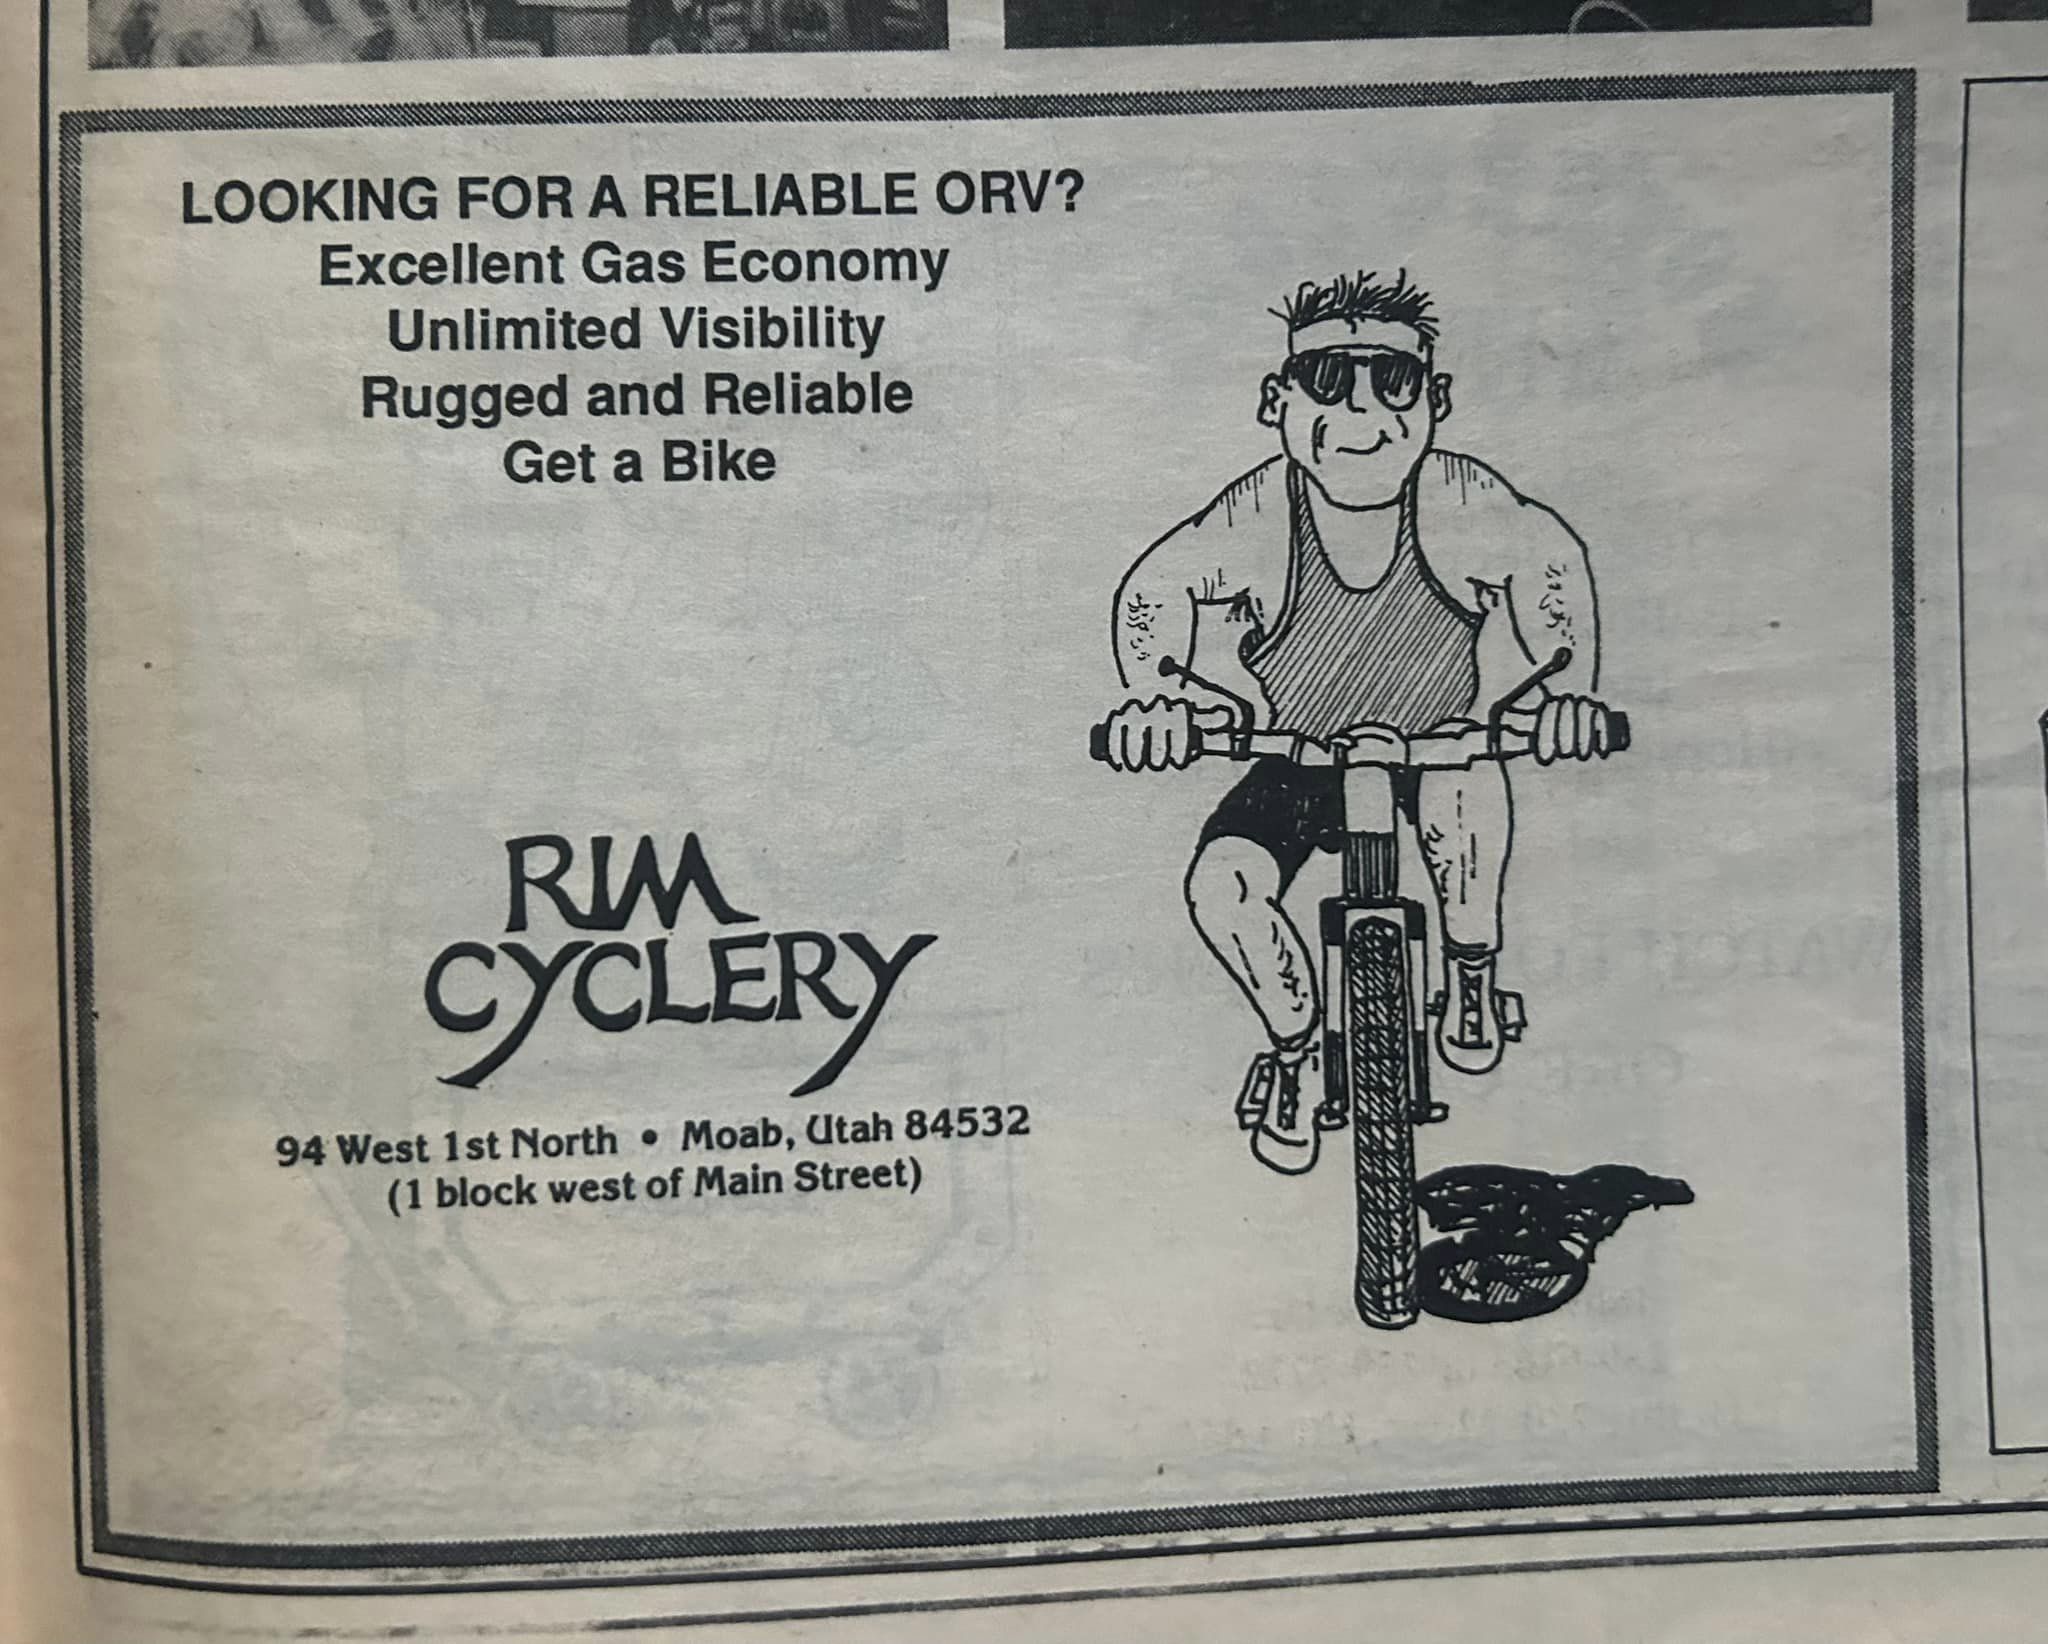 LOOKING FOR A RELIABLE ORV?
Excellent Gas Economy
Unlimited Visibility
Rugged and Reliable
Get a Bike
RIM
CYCLERY
94 West 1st North • Moab, Utah 84532
(1 block west of Main Street)